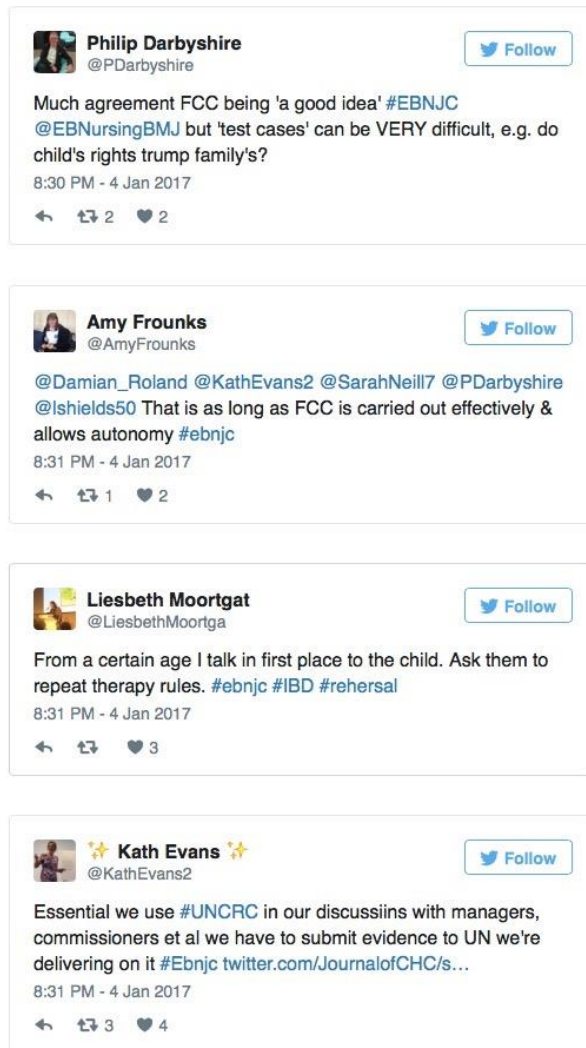 Philip Darbyshire
@PDarbyshire
Follow
Much agreement FCC being 'a good idea' #EBNJC
@EBNursingBMJ but 'test cases' can be VERY difficult, e.g. do
child's rights trump family's?
8:30 PM - 4 Jan 2017
2 2
Amy Frounks
@AmyFrounks
Follow
@Damian_Roland @KathEvans2 @SarahNeill7 @PDarbyshire
@lshields50 That is as long as FCC is carried out effectively &
allows autonomy #ebnjc
8:31 PM - 4 Jan 2017
1 2
Liesbeth Moortgat
@LiesbethMoortga
Follow
From a certain age I talk in first place to the child. Ask them to
repeat therapy rules. #ebnjc #IBD #rehersal
8:31 PM - 4 Jan 2017
3
✨ Kath Evans ✨
@KathEvans2
Follow
Essential we use #UNCRC in our discussiins with managers,
commissioners et al we have to submit evidence to UN we're
delivering on it #Ebnjc twitter.com/JournalofCHC/s…
8:31 PM - 4 Jan 2017
3 4